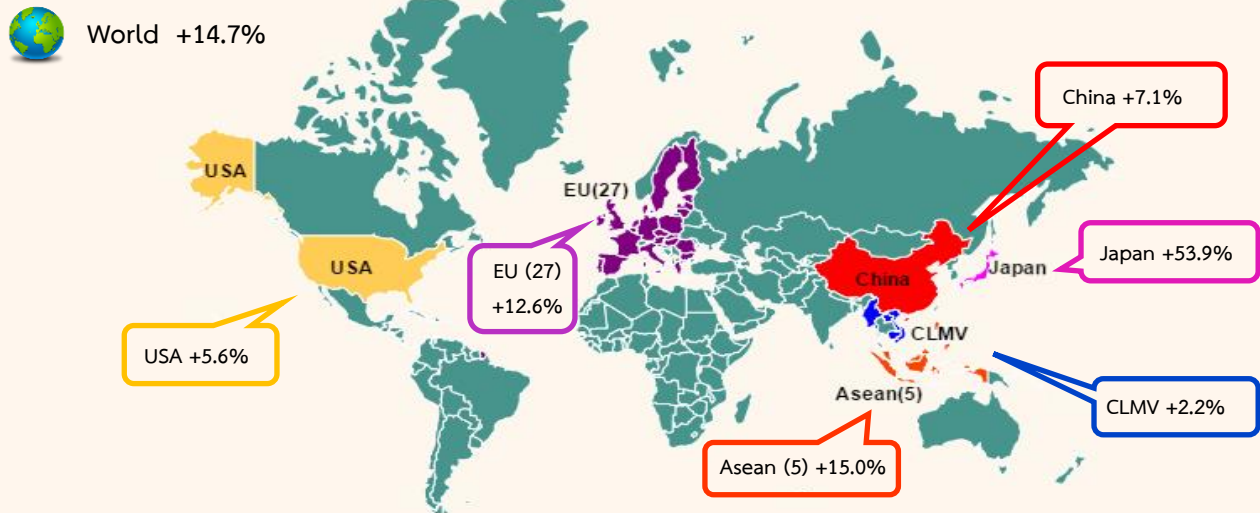 World +14.7%
China +7.1%
USA
EU(27)
EU (27)
+12.6%
USA
China
Japan
Japan +53.9%
USA +5.6%
CLMV
Asean(5)
CLMV +2.2%
Asean (5) +15.0%